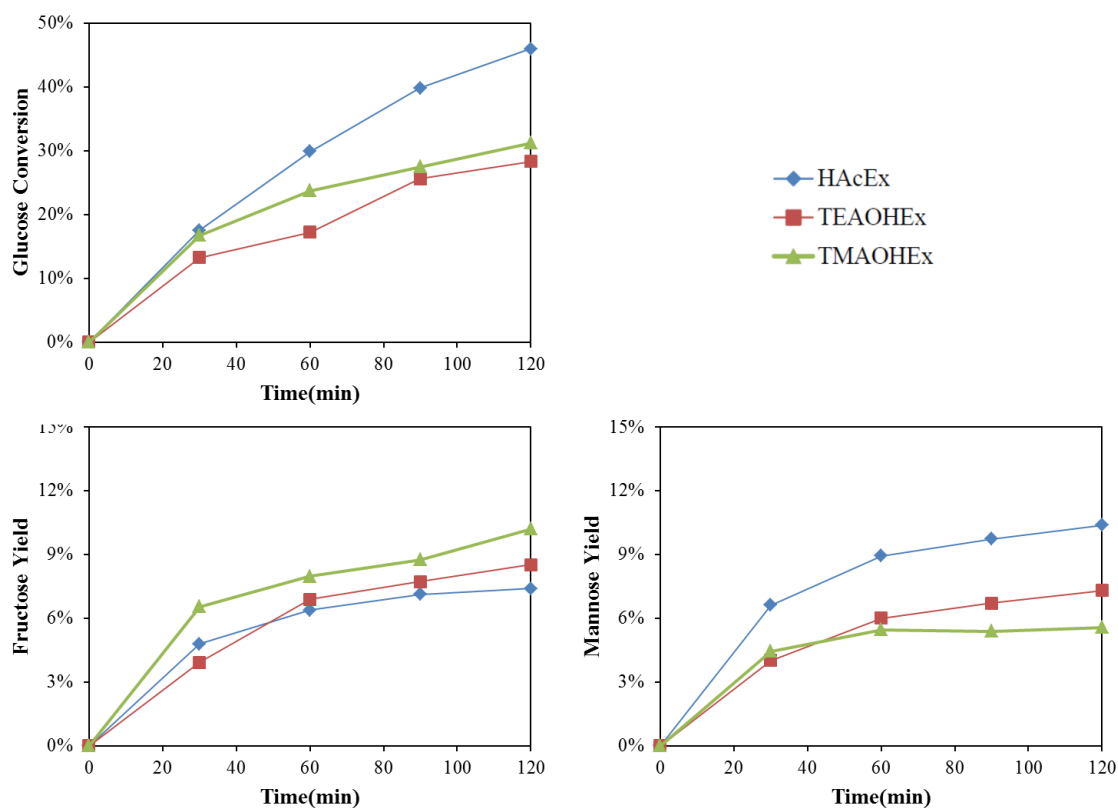 50%
40%
30%
20%
10%
0%
Glucose Conversion
0 20 40 60 80 100 120
Time(min)
HAcEx
TEAOHEx
TMAOHEx
15%
12%
9%
6%
3%
0%
Fructose Yield
0 20 40 60 80 100 120
Time(min)
15%
12%
9%
6%
3%
0%
Mannose Yield
0 20 40 60 80 100 120
Time(min)